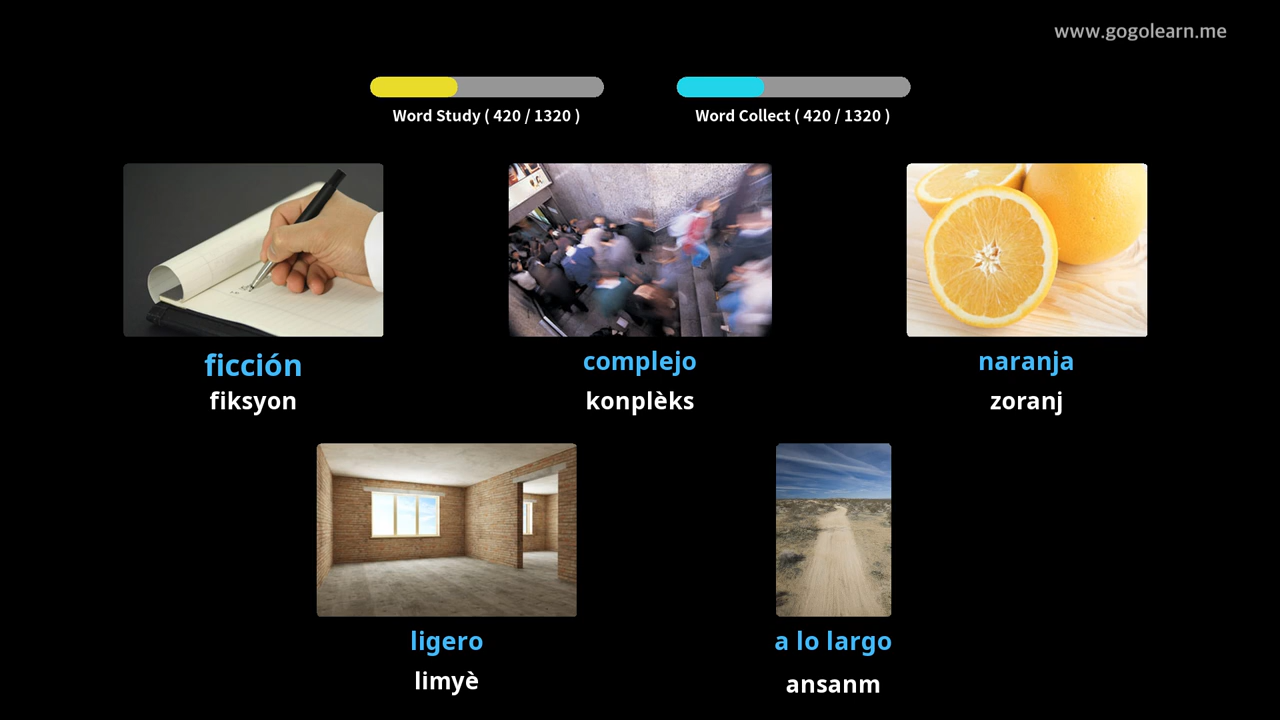 www.gogolearn.me
Word Study ( 420 / 1320 )
Word Collect ( 420 / 1320 )
ficción
fiksyon
complejo
konplèks
naranja
zoranj
ligero
limyè
a lo largo
ansanm